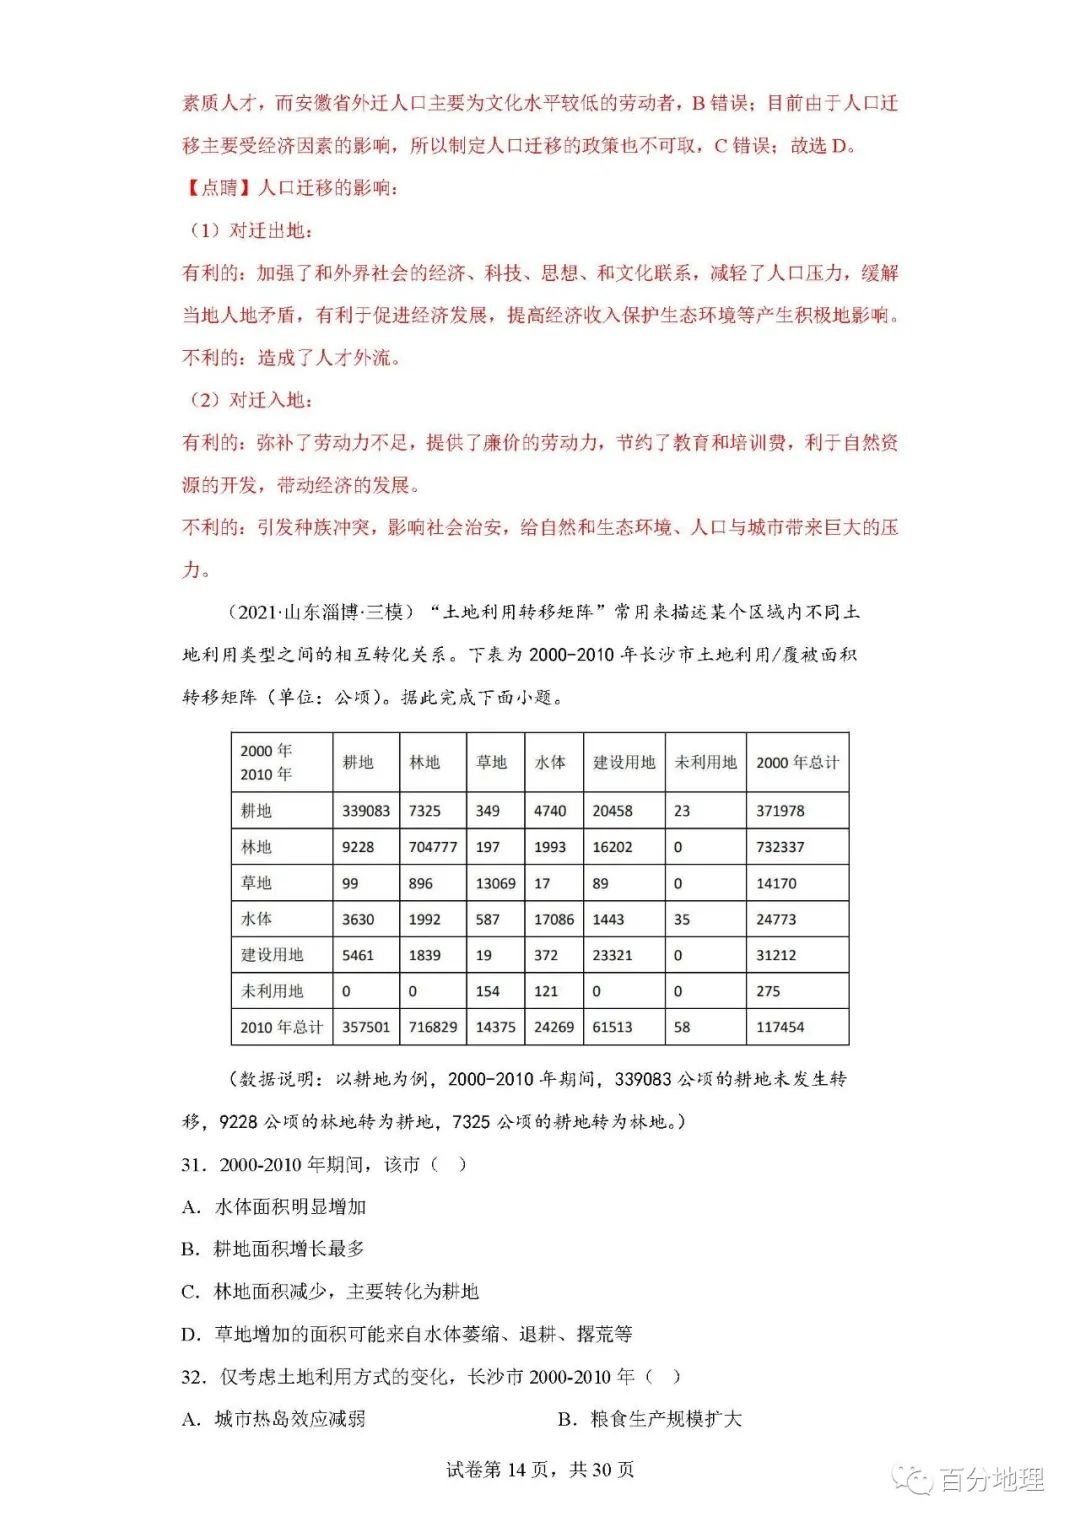 素质人才，而安徽省外迁人口主要为文化水平较低的劳动者，B 错误；目前由于人口迁
移主要受经济因素的影响，所以制定人口迁移的政策也不可取，C 错误；故选 D。
【点睛】人口迁移的影响：
（1）对迁出地：
有利的：加强了和外界社会的经济、科技、思想、和文化联系，减轻了人口压力，缓解
当地人地矛盾，有利于促进经济发展，提高经济收入保护生态环境等产生积极地影响。
不利的：造成了人才外流。
（2）对迁入地：
有利的：弥补了劳动力不足，提供了廉价的劳动力，节约了教育和培训费，利于自然资
源的开发，带动经济的发展。
不利的：引发种族冲突，影响社会治安，给自然和生态环境、人口与城市带来巨大的压
力。
（2021·山东淄博·三模）“土地利用转移矩阵”常用来描述某个区域内不同土
地利用类型之间的相互转化关系。下表为 2000-2010 年长沙市土地利用/覆被面积
转移矩阵（单位：公顷）。据此完成下面小题。
2000 年
2010 年 耕地 林地 草地 水体 建设用地 未利用地 2000 年总计
耕地 339083 7325 349 4740 20458 23 371978
林地 9228 704777 197 1993 16202 0 732337
草地 99 896 13069 17 89 0 14170
水体 3630 1992 587 17086 1443 35 24773
建设用地 5461 1839 19 372 23321 0 31212
未利用地 0 0 154 121 0 0 275
2010 年总计 357501 716829 14375 24269 61513 58 117454
（数据说明：以耕地为例，2000-2010 年期间，339083 公顷的耕地未发生转
移，9228 公顷的林地转为耕地，7325 公顷的耕地转为林地。）
31．2000-2010 年期间，该市（ ）
A．水体面积明显增加
B．耕地面积增长最多
C．林地面积减少，主要转化为耕地
D．草地增加的面积可能来自水体萎缩、退耕、撂荒等
32．仅考虑土地利用方式的变化，长沙市 2000-2010 年（ ）
A．城市热岛效应减弱 B．粮食生产规模扩大
试卷第 14 页，共 30 页
百分地理